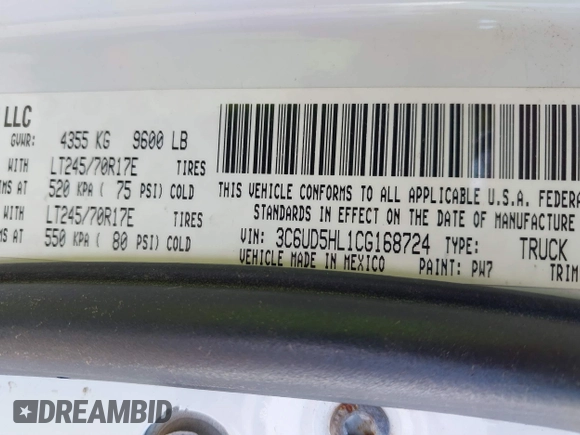 LLC
GVWR: 4355 KG 9600 LB
WITH LT245/70R17E TIRES
IMS AT 520 KPA ( 75 PSI) COLD
WITH LT245/70R17E TIRES
IMS AT 550 KPA ( 80 PSI) COLD
THIS VEHICLE CONFORMS TO ALL APPLICABLE U.S.A. FEDERA
STANDARDS IN EFFECT ON THE DATE OF MANUFACTURE
VIN: 3C6UD5HL1CG168724 TYPE: TRUCK
VEHICLE MADE IN MEXICO PAINT: PW7 TRIM
DREAMBID